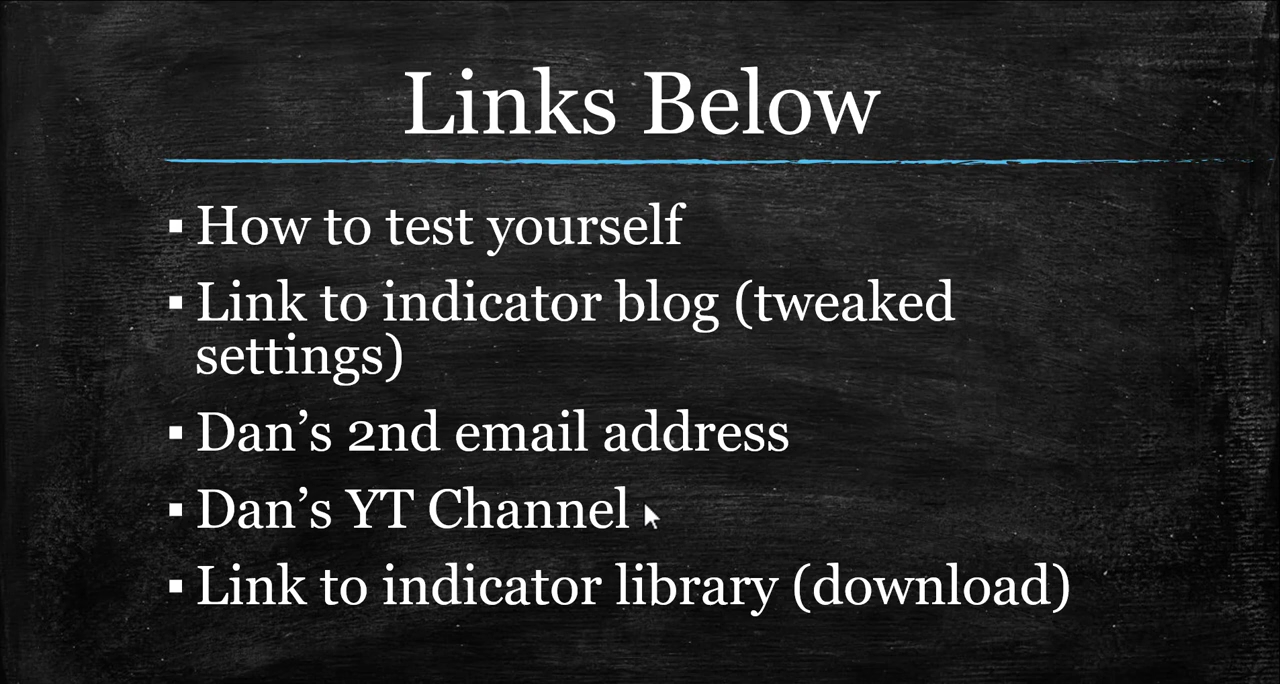 Links Below
▪ How to test yourself
▪ Link to indicator blog (tweaked
settings)
▪ Dan’s 2nd email address
▪ Dan’s YT Channel
▪ Link to indicator library (download)